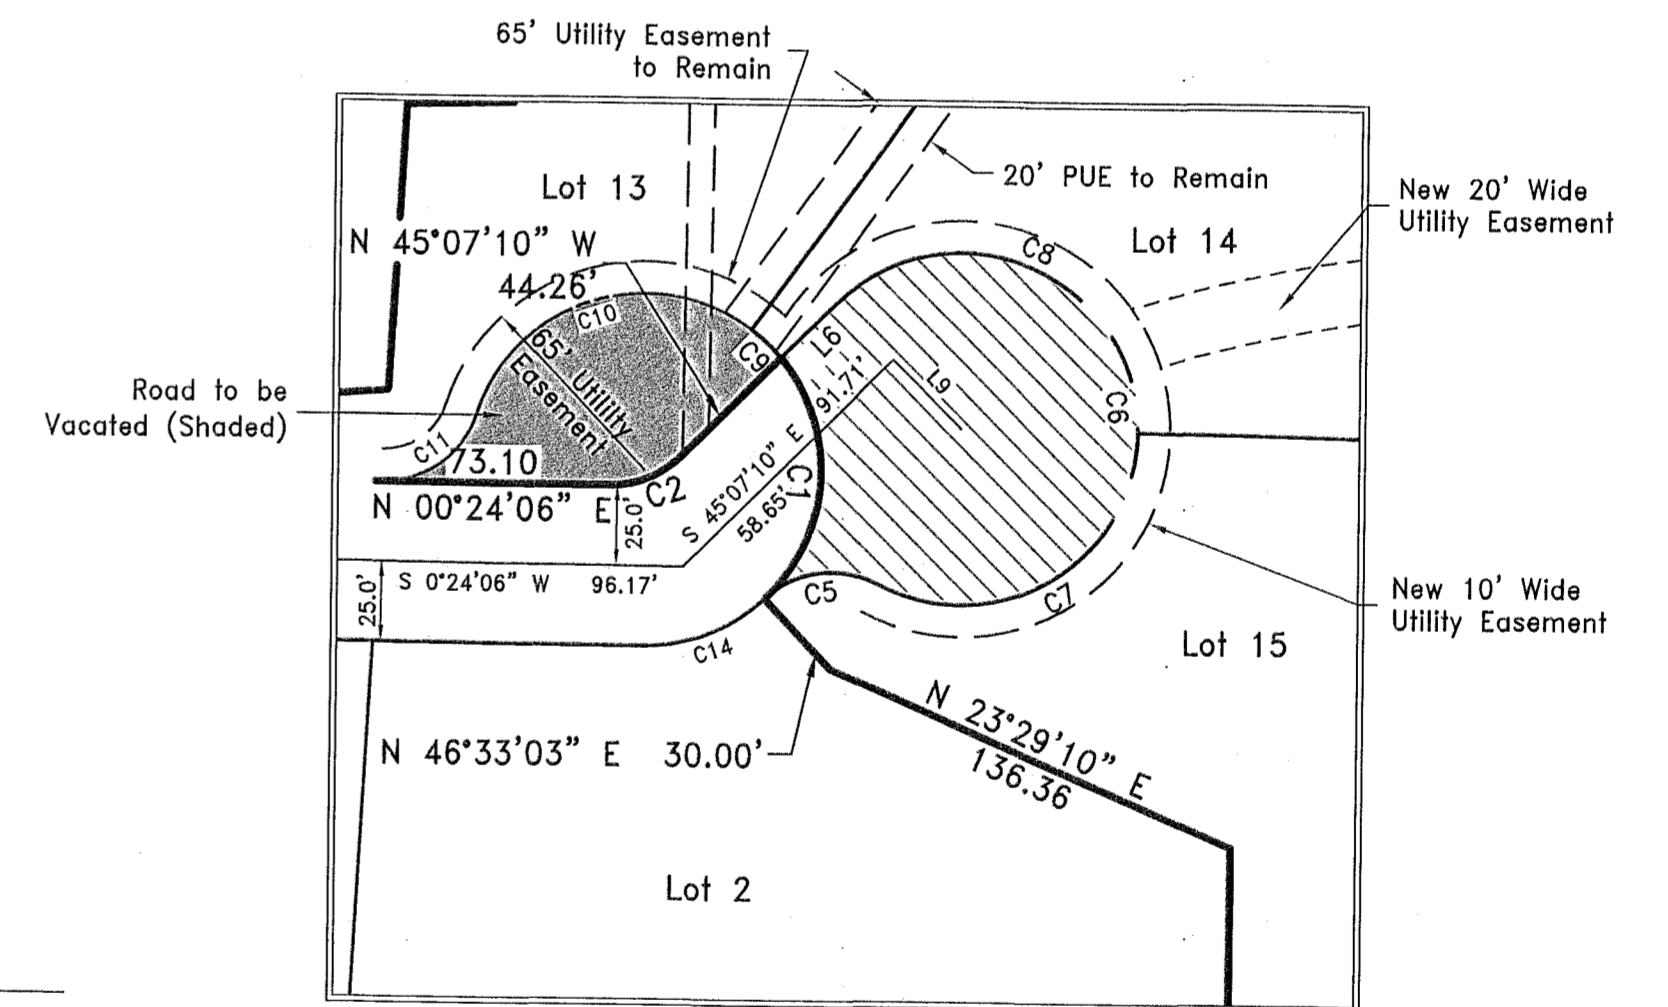 65' Utility Easement
to Remain
Lot 13
20' PUE to Remain
New 20' Wide
Utility Easement
Lot 14
N 45°07'10" W
44.26'
C8
C10
C9
L6
91.71'
L9
65' Utility
Easement
Road to be
Vacated (Shaded)
C6
C11
73.10
N 00°24'06" E
C2
25.0'
S 45°07'10" E
58.65'
C1
S 0°24'06" W 96.17'
25.0'
C5
C7
C14
New 10' Wide
Utility Easement
Lot 15
N 46°33'03" E 30.00'
N 23°29'10" E
136.36
Lot 2